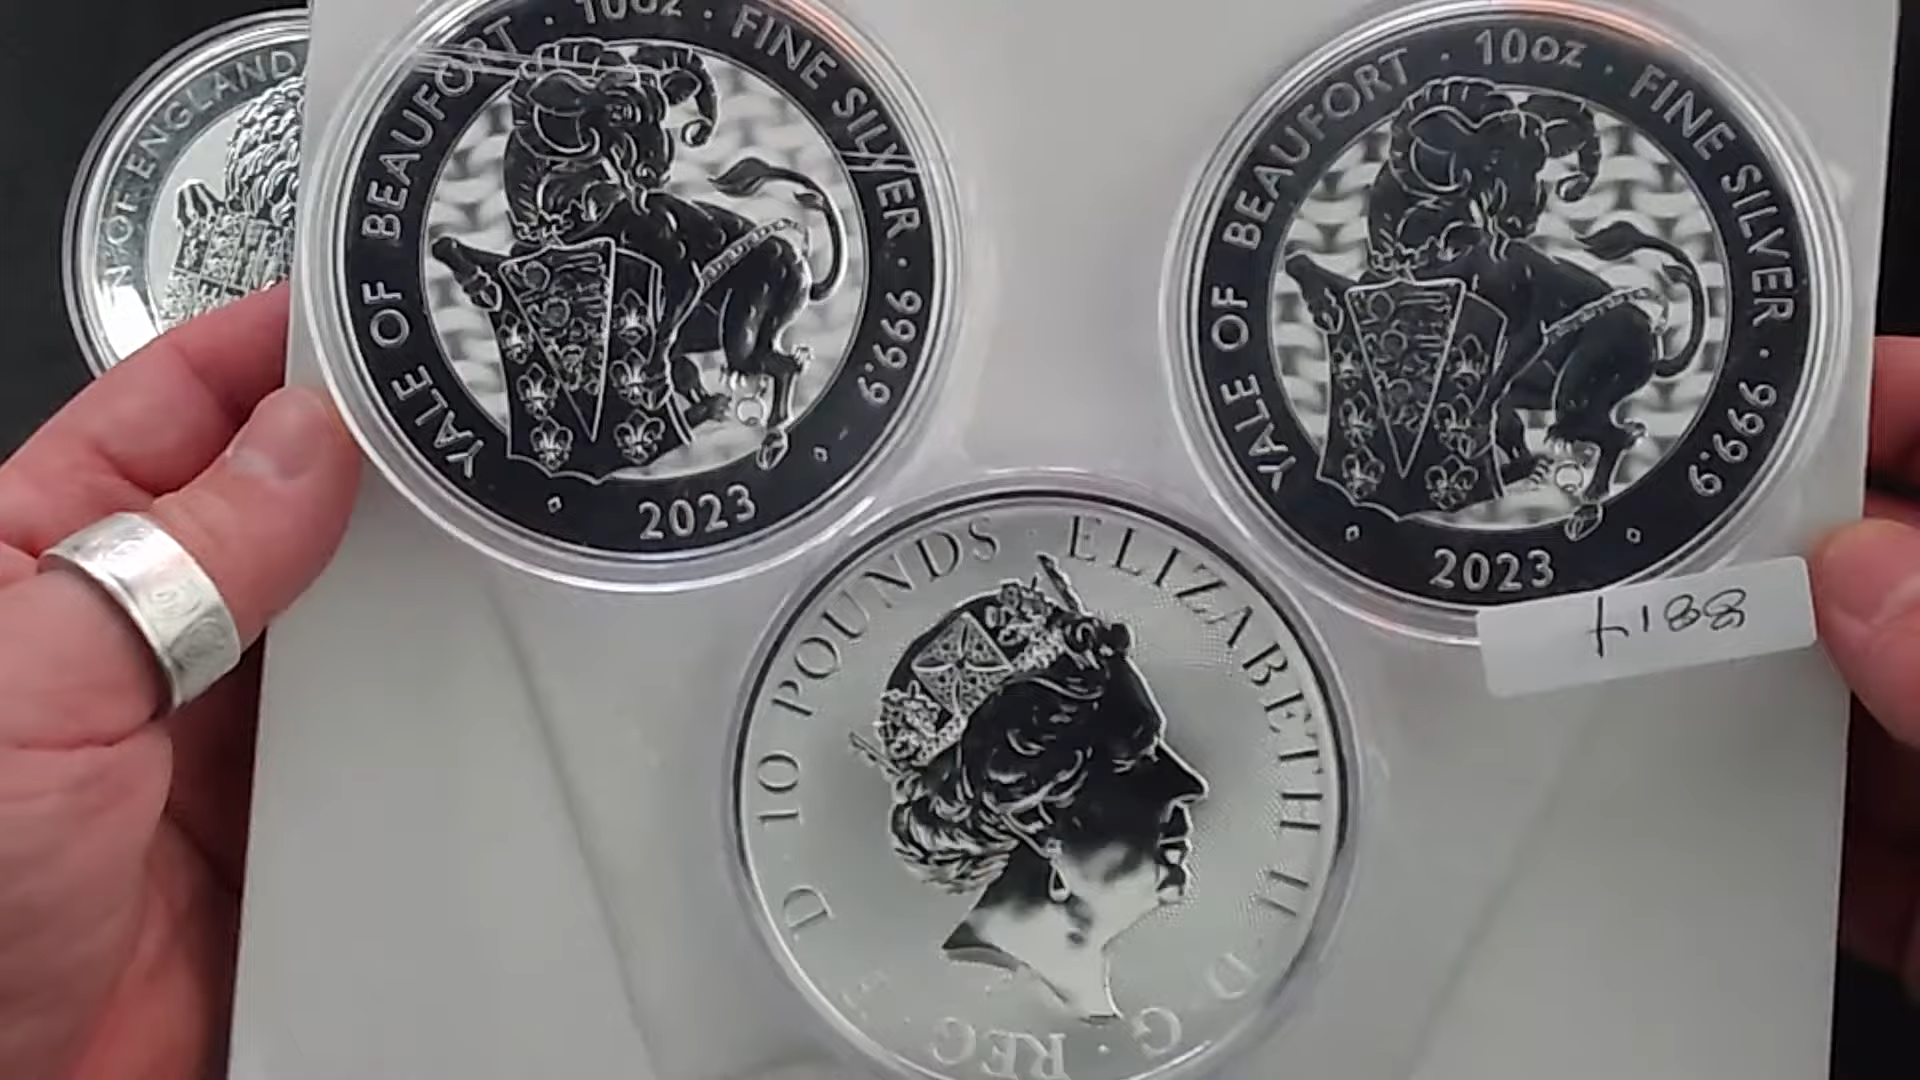 N OF ENGLAND
YALE OF BEAUFORT · 10OZ · FINE SILVER · 999.9
2023
YALE OF BEAUFORT · 10OZ · FINE SILVER · 999.9
2023
10 POUNDS · ELIZABETH II · D · G · REG · F · D